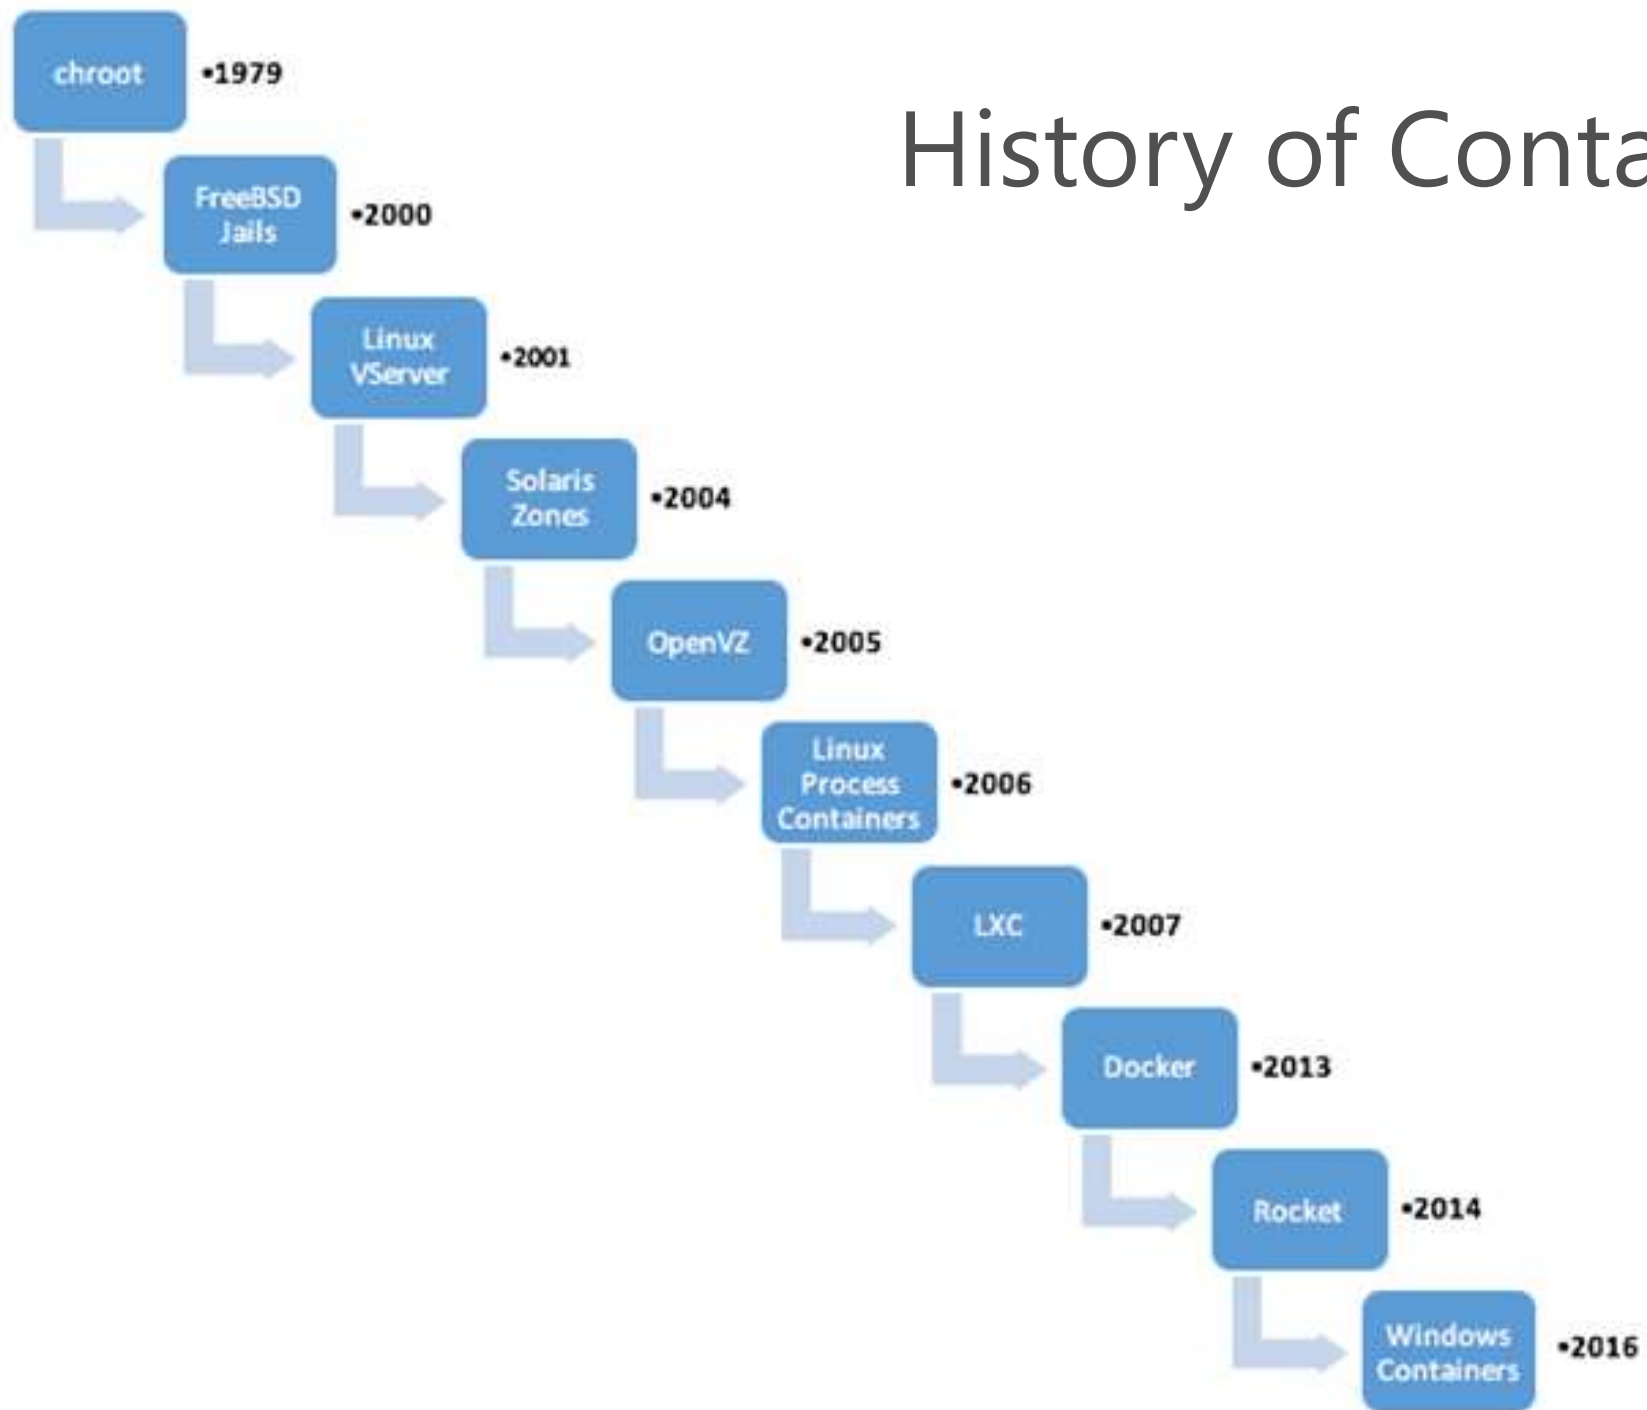 chroot
•1979
History of Conta
FreeBSD
Jails
•2000
Linux
VServer
•2001
Solaris
Zones
•2004
OpenVZ
•2005
Linux
Process
Containers
•2006
LXC
•2007
Docker
•2013
Rocket
•2014
Windows
Containers
•2016